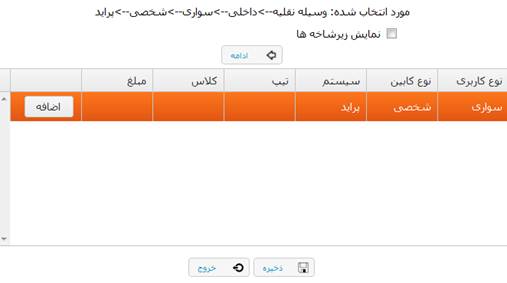 مورد انتخاب شده: وسیله نقلیه-->داخلی-->سواری-->شخصی-->پراید
نمایش زیرشاخه ها
ادامه
نوع کاربری نوع کابین سیستم تیپ کلاس مبلغ
سواری شخصی پراید اضافه
ذخیره خروج